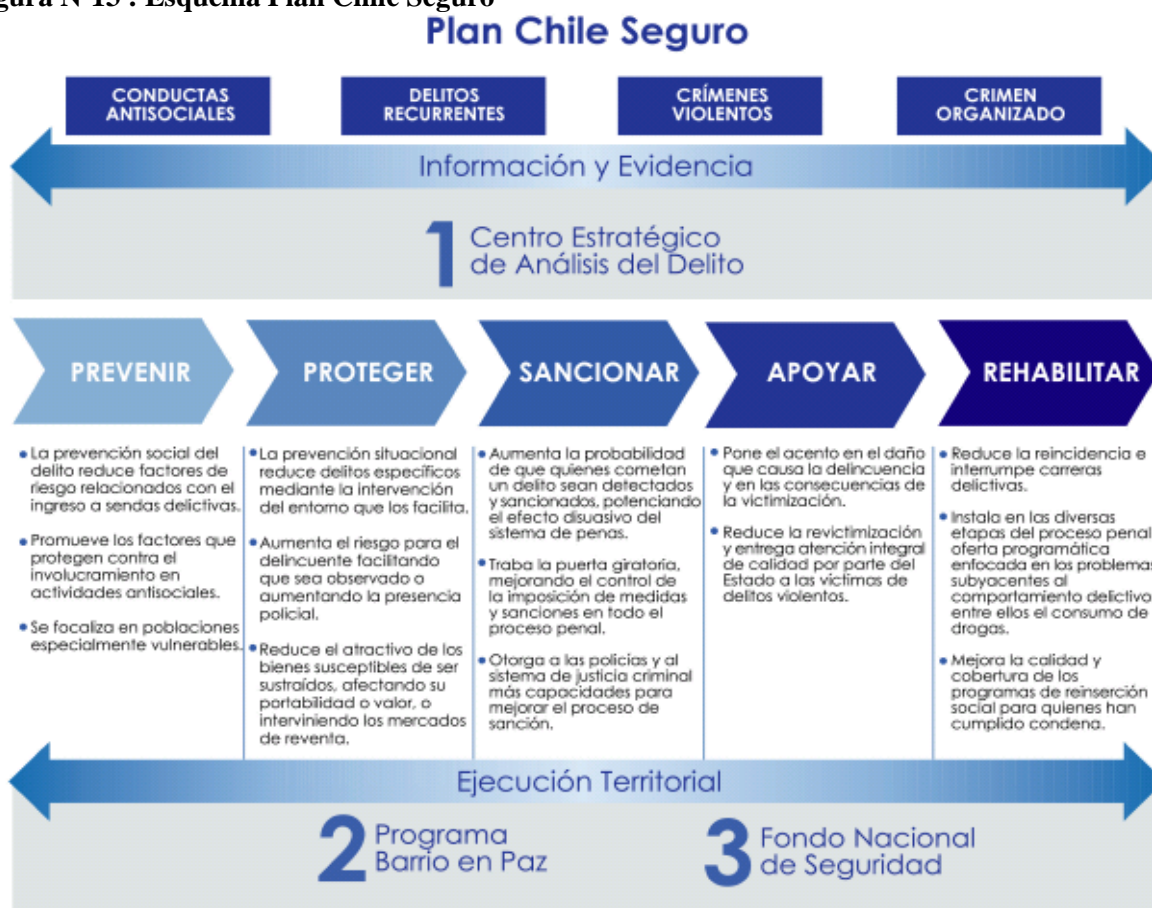 gura N°15 : Esquema Plan Chile Seguro
Plan Chile Seguro
CONDUCTAS
ANTISOCIALES
DELITOS
RECURRENTES
CRÍMENES
VIOLENTOS
CRIMEN
ORGANIZADO
Información y Evidencia
1 Centro Estratégico
de Análisis del Delito
PREVENIR
PROTEGER
SANCIONAR
APOYAR
REHABILITAR
• La prevención social del
delito reduce factores de
riesgo relacionados con el
ingreso a sendas delictivas.
• Promueve los factores que
protegen contra el
involucramiento en
actividades antisociales.
• Se focaliza en poblaciones
especialmente vulnerables.
• La prevención situacional
reduce delitos específicos
mediante la intervención
del entorno que los facilita.
• Aumenta el riesgo para el
delincuente facilitando
que sea observado o
aumentando la presencia
policial.
• Reduce el atractivo de los
bienes susceptibles de ser
sustraídos, afectando su
portabilidad o valor, o
interviniendo los mercados
de reventa.
• Aumenta la probabilidad
de que quienes cometan
un delito sean detectados
y sancionados, potenciando
el efecto disuasivo del
sistema de penas.
• Traba la puerta giratoria,
mejorando el control de
la imposición de medidas
y sanciones en todo el
proceso penal.
• Otorga a las policías y al
sistema de justicia criminal
más capacidades para
mejorar el proceso de
sanción.
• Pone el acento en el daño
que causa la delincuencia
y en las consecuencias de
la victimización.
• Reduce la revictimización
y entrega atención integral
de calidad por parte del
Estado a las víctimas de
delitos violentos.
• Reduce la reincidencia e
interrumpe carreras
delictivas.
• Instala en las diversas
etapas del proceso penal
oferta programática
enfocada en los problemas
subyacentes al
comportamiento delictivo
entre ellos el consumo de
drogas.
• Mejora la calidad y
cobertura de los
programas de reinserción
social para quienes han
cumplido condena.
Ejecución Territorial
2 Programa
Barrio en Paz
3 Fondo Nacional
de Seguridad